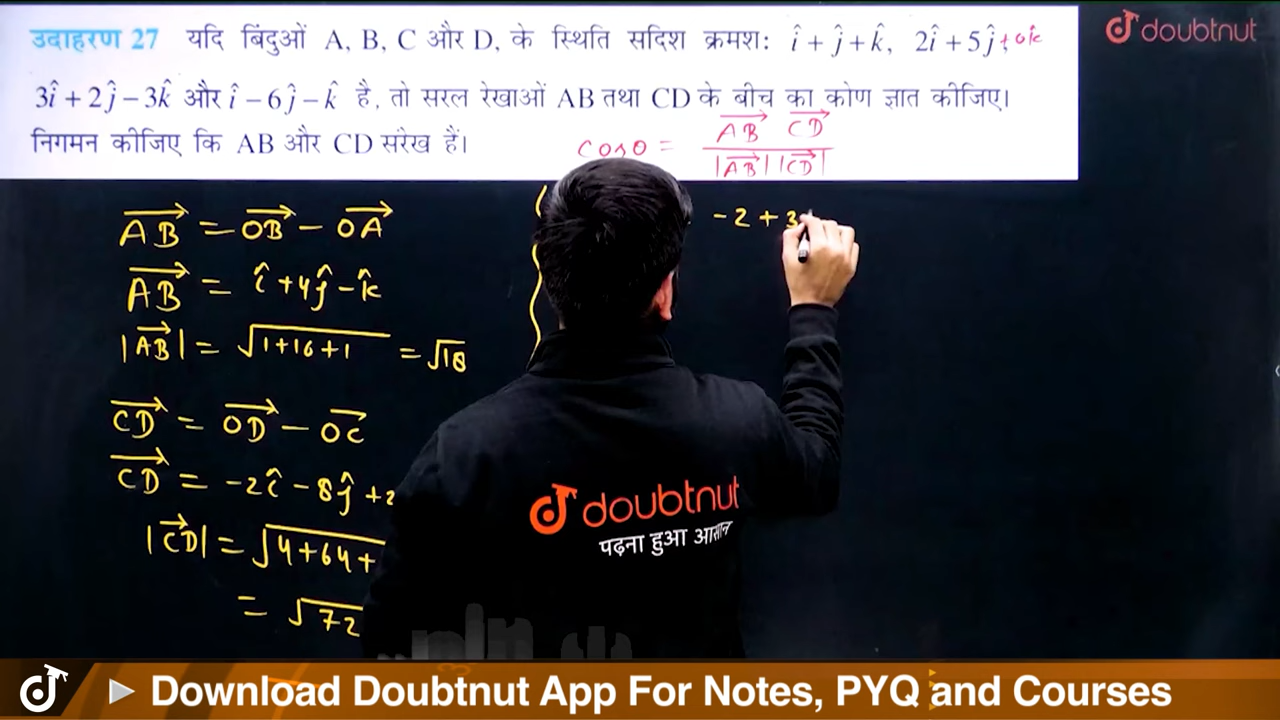 उदाहरण 27 यदि बिंदुओं A, B, C और D, के स्थिति सदिश क्रमश: î + ĵ + k̂, 2î + 5ĵ, + 0k̂
3î + 2ĵ – 3k̂ और î – 6ĵ – k̂ है, तो सरल रेखाओं AB तथा CD के बीच का कोण ज्ञात कीजिए।
निगमन कीजिए कि AB और CD संरेख हैं।
doubtnut
cosθ = AB⃗ CD⃗ / |AB⃗| |CD⃗|
AB⃗ = OB⃗ – OA⃗
AB⃗ = î + 4ĵ – k̂
|AB⃗| = √1+16+1 = √18
CD⃗ = OD⃗ – OC⃗
CD⃗ = -2î – 8ĵ + 2
|CD⃗| = √4+64+
= √72
-2 + 3
doubtnut
पढ़ना हुआ आसान
Download Doubtnut App For Notes, PYQ and Courses